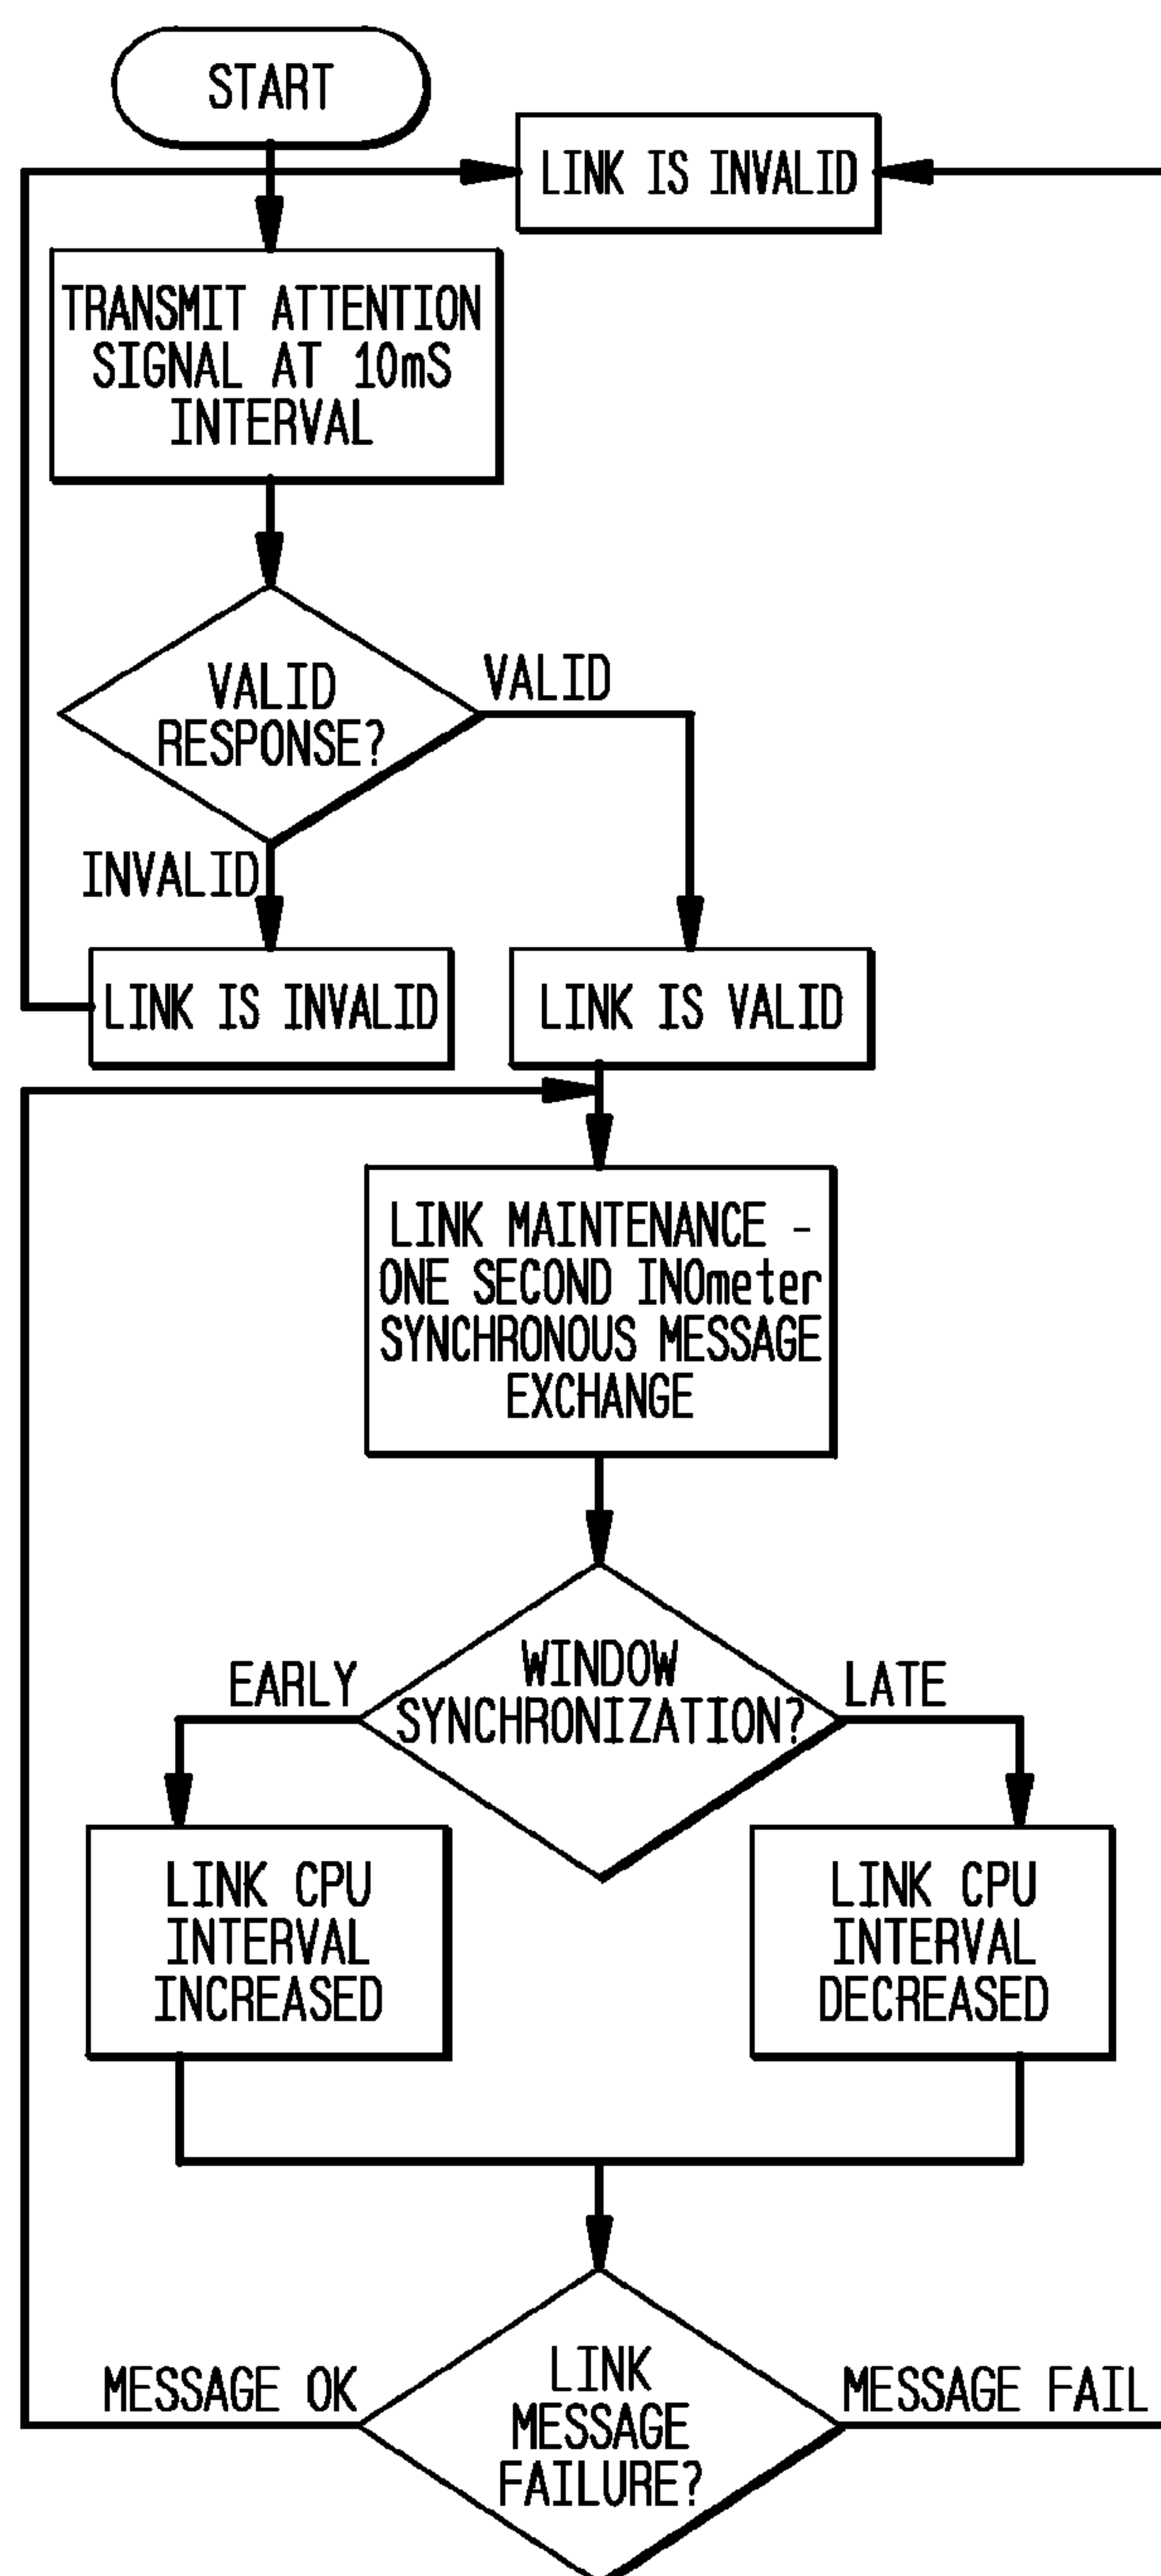 START
LINK IS INVALID
TRANSMIT ATTENTION
SIGNAL AT 10mS
INTERVAL
VALID
RESPONSE?
VALID
INVALID
LINK IS INVALID
LINK IS VALID
LINK MAINTENANCE -
ONE SECOND INOmeter
SYNCHRONOUS MESSAGE
EXCHANGE
WINDOW
SYNCHRONIZATION?
EARLY
LATE
LINK CPU
INTERVAL
INCREASED
LINK CPU
INTERVAL
DECREASED
LINK
MESSAGE
FAILURE?
MESSAGE OK
MESSAGE FAIL